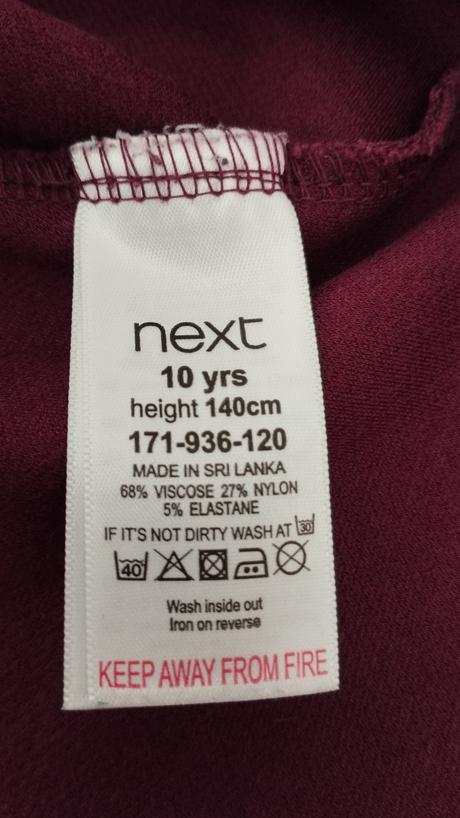 next
10 yrs
height 140cm
171-936-120
MADE IN SRI LANKA
68% VISCOSE 27% NYLON
5% ELASTANE
IF IT'S NOT DIRTY WASH AT 30
40
Wash inside out
Iron on reverse
KEEP AWAY FROM FIRE